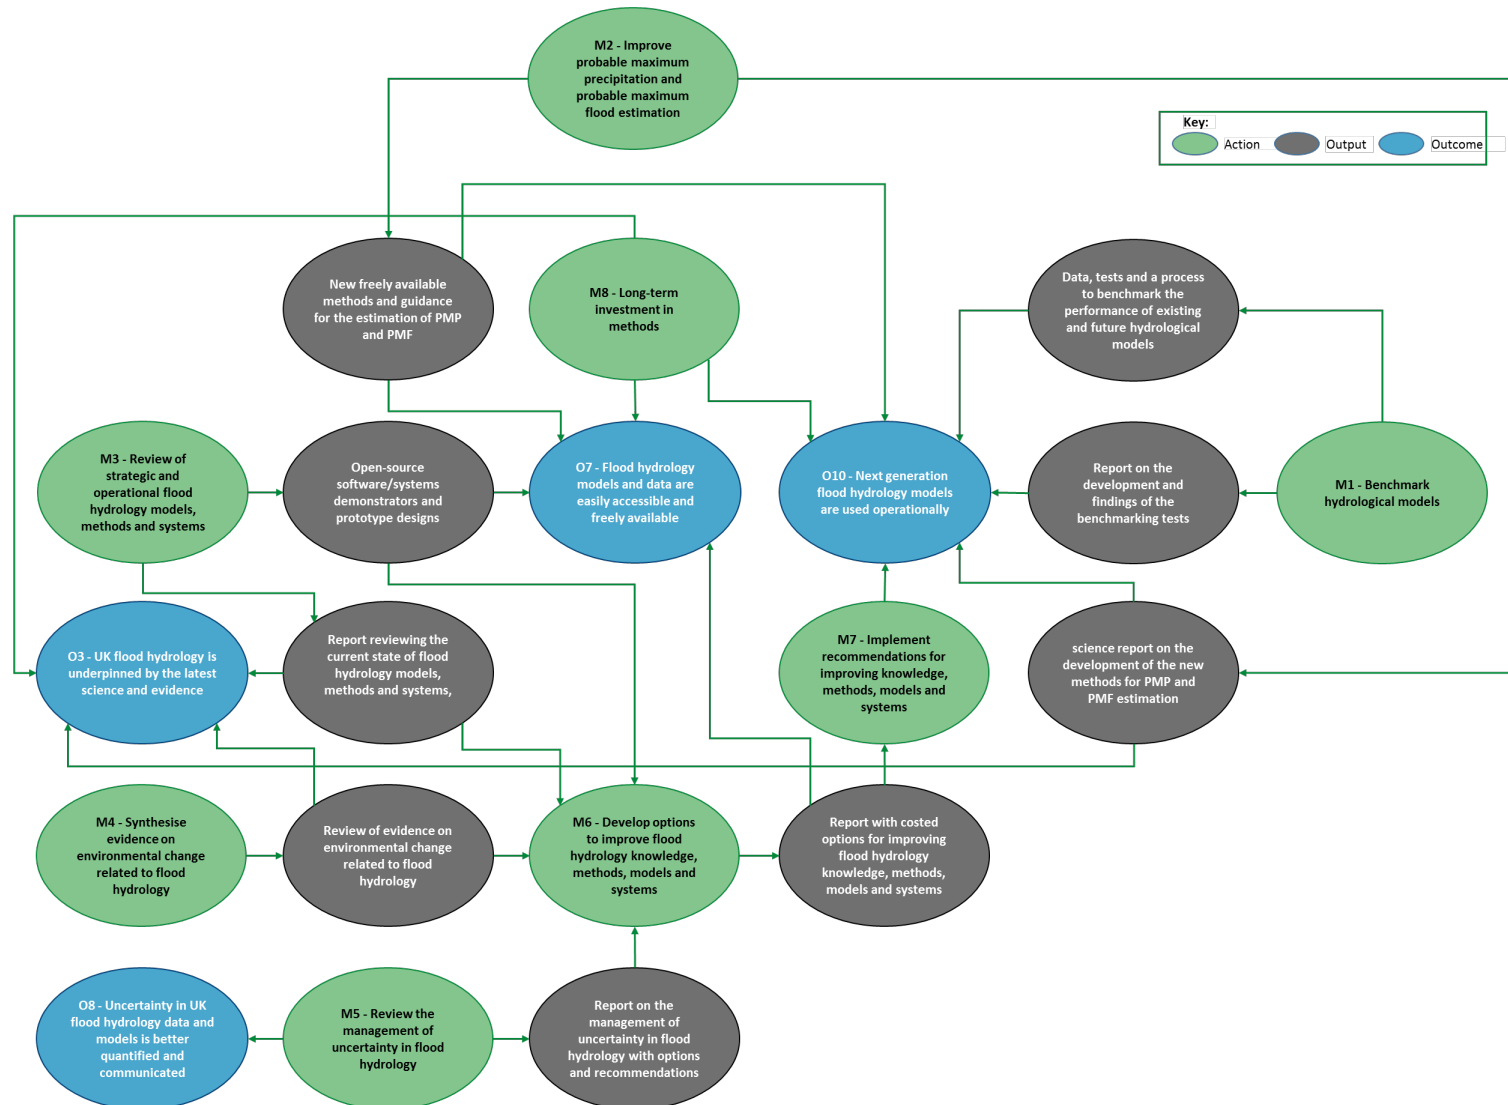 M2 - Improve
probable maximum
precipitation and
probable maximum
flood estimation
Key:
Action
Output
Outcome
New freely available
methods and guidance
for the estimation of PMP
and PMF
M8 - Long-term
investment in
methods
Data, tests and a process
to benchmark the
performance of existing
and future hydrological
models
M3 - Review of
strategic and
operational flood
hydrology models,
methods and systems
Open-source
software/systems
demonstrators and
prototype designs
O7 - Flood hydrology
models and data are
easily accessible and
freely available
O10 - Next generation
flood hydrology models
are used operationally
Report on the
development and
findings of the
benchmarking tests
M1 - Benchmark
hydrological models
O3 - UK flood hydrology is
underpinned by the latest
science and evidence
Report reviewing the
current state of flood
hydrology models,
methods and systems,
M7 - Implement
recommendations for
improving knowledge,
methods, models and
systems
science report on the
development of the new
methods for PMP and
PMF estimation
M4 - Synthesise
evidence on
environmental change
related to flood
hydrology
Review of evidence on
environmental change
related to flood
hydrology
M6 - Develop options
to improve flood
hydrology knowledge,
methods, models and
systems
Report with costed
options for improving
flood hydrology
knowledge, methods,
models and systems
O8 - Uncertainty in UK
flood hydrology data and
models is better
quantified and
communicated
M5 - Review the
management of
uncertainty in flood
hydrology
Report on the
management of
uncertainty in flood
hydrology with options
and recommendations